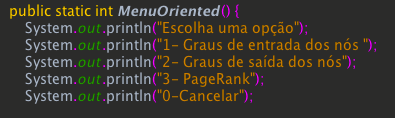 public static int MenuOriented() {
System.out.println("Escolha uma opção");
System.out.println("1- Graus de entrada dos nós ");
System.out.println("2- Graus de saída dos nós");
System.out.println("3- PageRank");
System.out.println("0-Cancelar");